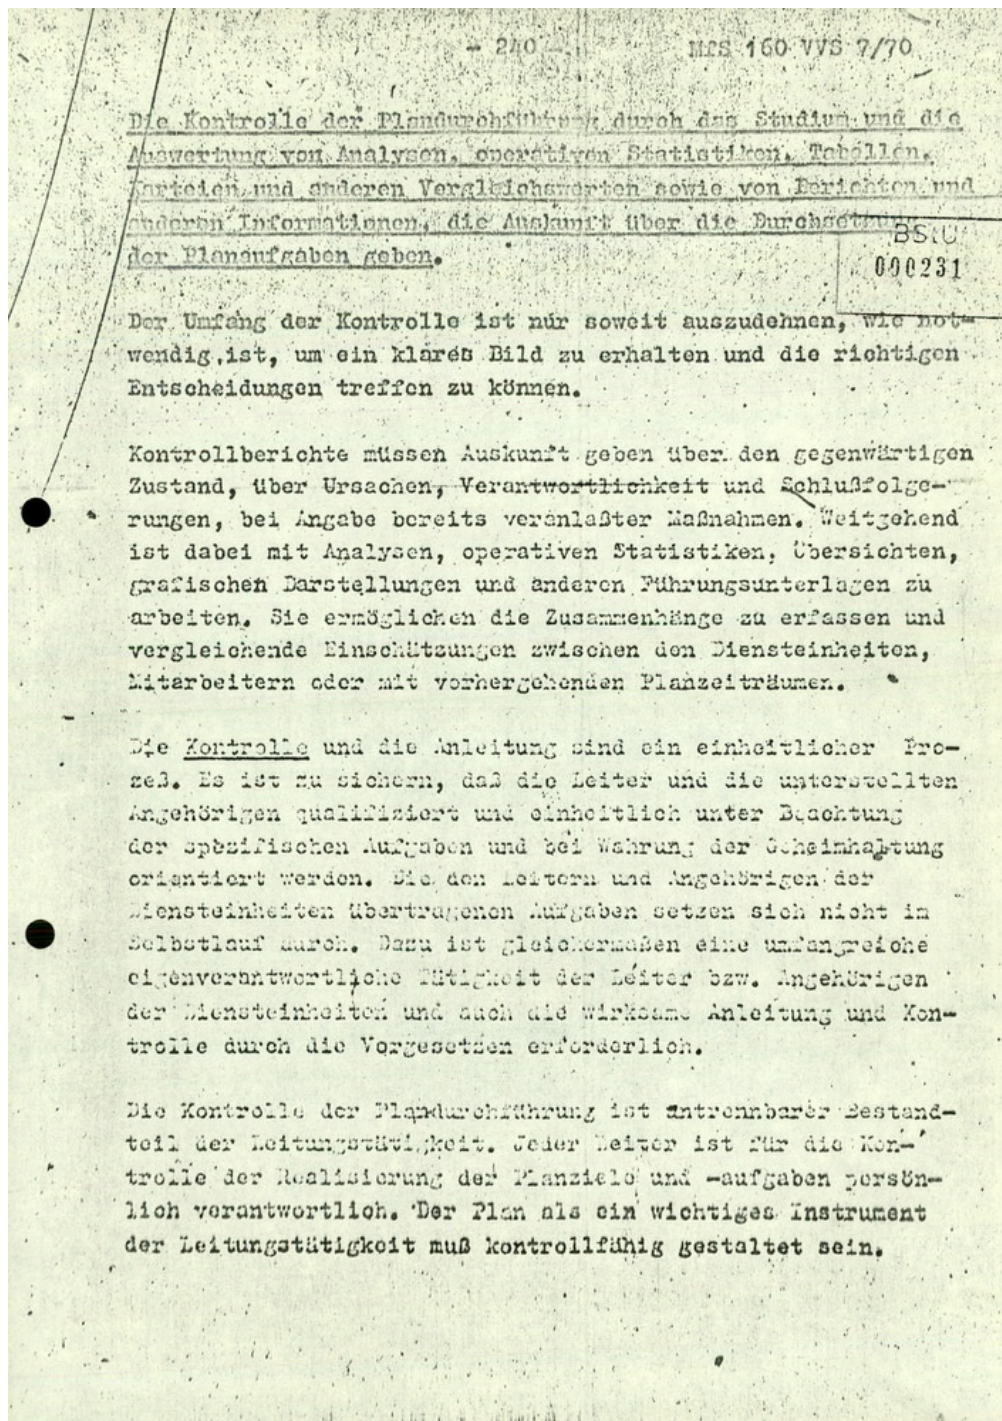 - 240 -
MfS 160 VVS 7/70
Die Kontrolle der Plandurchführung durch das Studium und die
Auswertung von Analysen, operativen Statistiken, Tabellen,
Karteien und anderen Vergleichswerten sowie von Berichten und
anderen Informationen, die Auskunft über die Durchsetzung
der Planaufgaben geben.
BStU
000231
Der Umfang der Kontrolle ist nur soweit auszudehnen, wie not-
wendig ist, um ein klares Bild zu erhalten und die richtigen
Entscheidungen treffen zu können.
Kontrollberichte müssen Auskunft geben über den gegenwärtigen
Zustand, über Ursachen, Verantwortlichkeit und Schlußfolge-
rungen, bei Angabe bereits veranlaßter Maßnahmen. Weitgehend
ist dabei mit Analysen, operativen Statistiken, Übersichten,
grafischen Darstellungen und anderen Führungsunterlagen zu
arbeiten. Sie ermöglichen die Zusammenhänge zu erfassen und
vergleichende Einschätzungen zwischen den Diensteinheiten,
Mitarbeitern oder mit vorhergehenden Planzeiträumen.
Die Kontrolle und die Anleitung sind ein einheitlicher Pro-
zeß. Es ist zu sichern, daß die Leiter und die unterstellten
Angehörigen qualifiziert und einheitlich unter Beachtung
der spezifischen Aufgaben und bei Wahrung der Geheimhaltung
orientiert werden. Die den Leitern und Angehörigen der
Diensteinheiten übertragenen Aufgaben setzen sich nicht im
Selbstlauf durch. Dazu ist gleichermaßen eine umfangreiche
eigenverantwortliche Tätigkeit der Leiter bzw. Angehörigen
der Diensteinheiten und auch die wirksame Anleitung und Kon-
trolle durch die Vorgesetzen erforderlich.
Die Kontrolle der Plandurchführung ist untrennbarer Bestand-
teil der Leitungstätigkeit. Jeder Leiter ist für die Kon-
trolle der Realisierung der Planziele und -aufgaben persön-
lich verantwortlich. Der Plan als ein wichtiges Instrument
der Leitungstätigkeit muß kontrollfähig gestaltet sein.